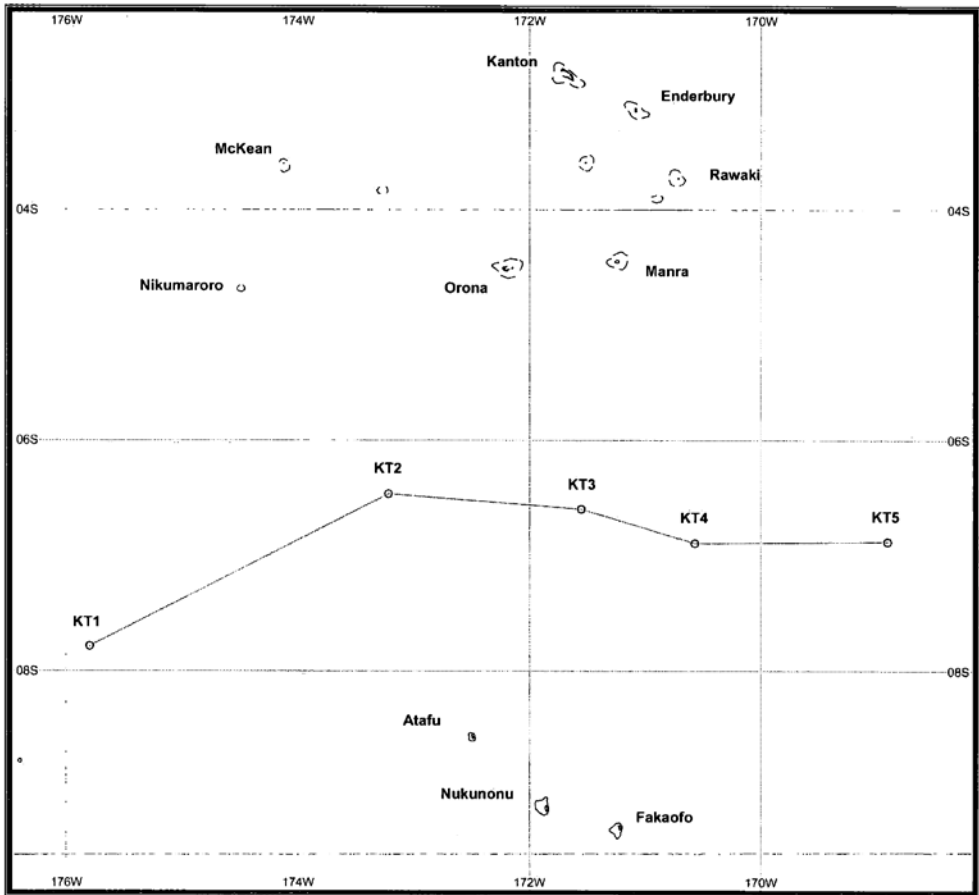 176W 174W 172W 170W
Kanton
Enderbury
McKean
Rawaki
04S 04S
Nikumaroro
Orona
Manra
06S 06S
KT2
KT3
KT4
KT5
KT1
08S 08S
Atafu
Nukunonu
Fakaofo
176W 174W 172W 170W